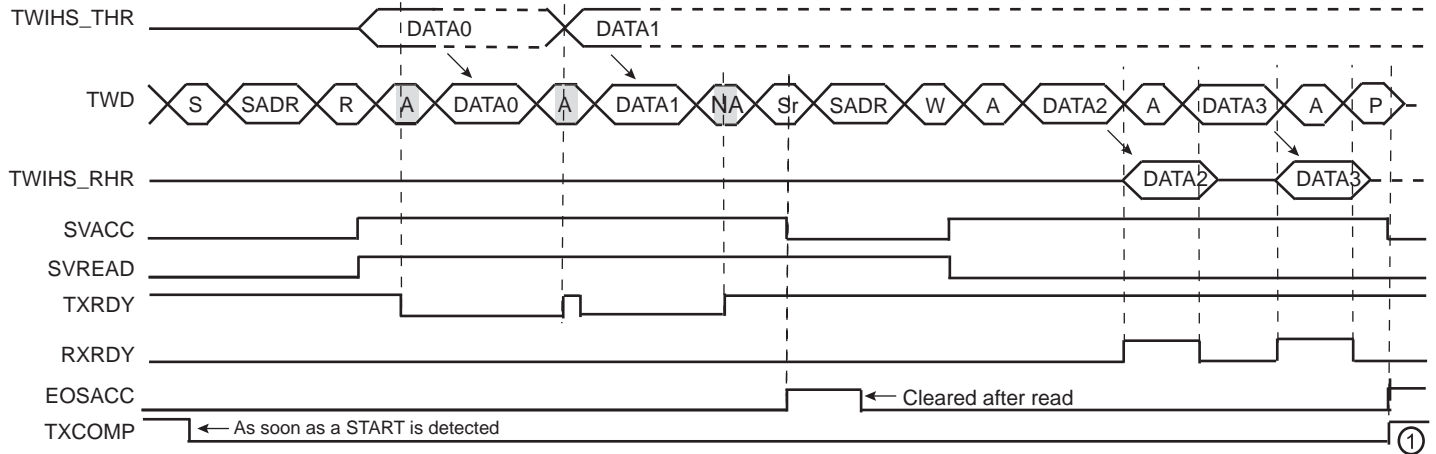 TWIHS_THR DATA0 DATA1
TWD S SADR R A DATA0 A DATA1 NA Sr SADR W A DATA2 A DATA3 A P
TWIHS_RHR DATA2 DATA3
SVACC
SVREAD
TXRDY
RXRDY
EOSACC Cleared after read
TXCOMP As soon as a START is detected 1